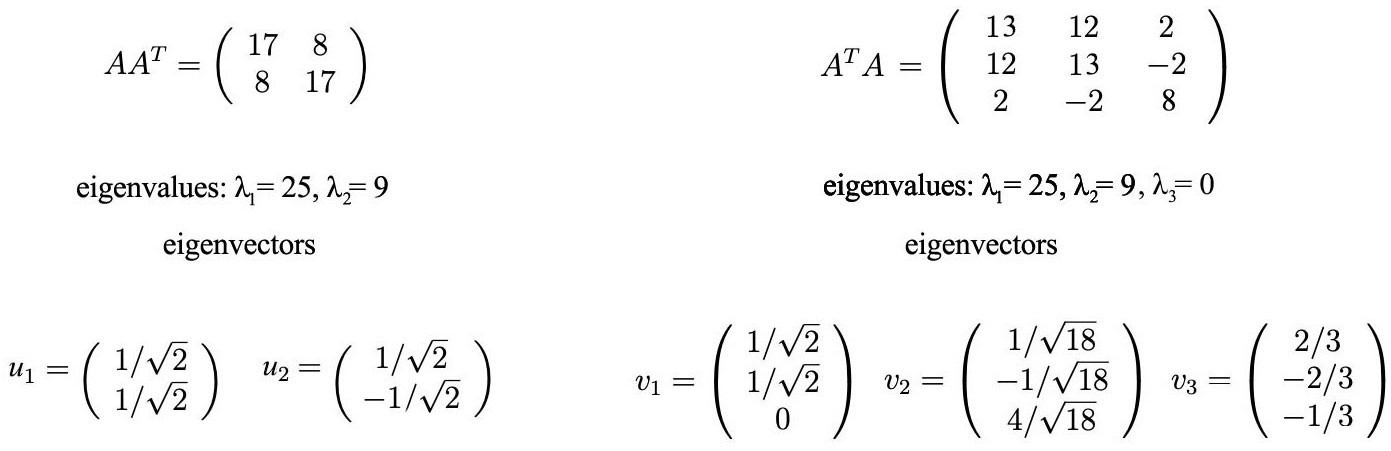 AAᵀ = ( 17 8
8 17 )
eigenvalues: λ₁= 25, λ₂= 9
eigenvectors
u₁ = ( 1/√2
1/√2 )
u₂ = ( 1/√2
−1/√2 )
AᵀA = ( 13 12 2
12 13 −2
2 −2 8 )
eigenvalues: λ₁= 25, λ₂= 9, λ₃= 0
eigenvectors
v₁ = ( 1/√2
1/√2
0 )
v₂ = ( 1/√18
−1/√18
4/√18 )
v₃ = ( 2/3
−2/3
−1/3 )